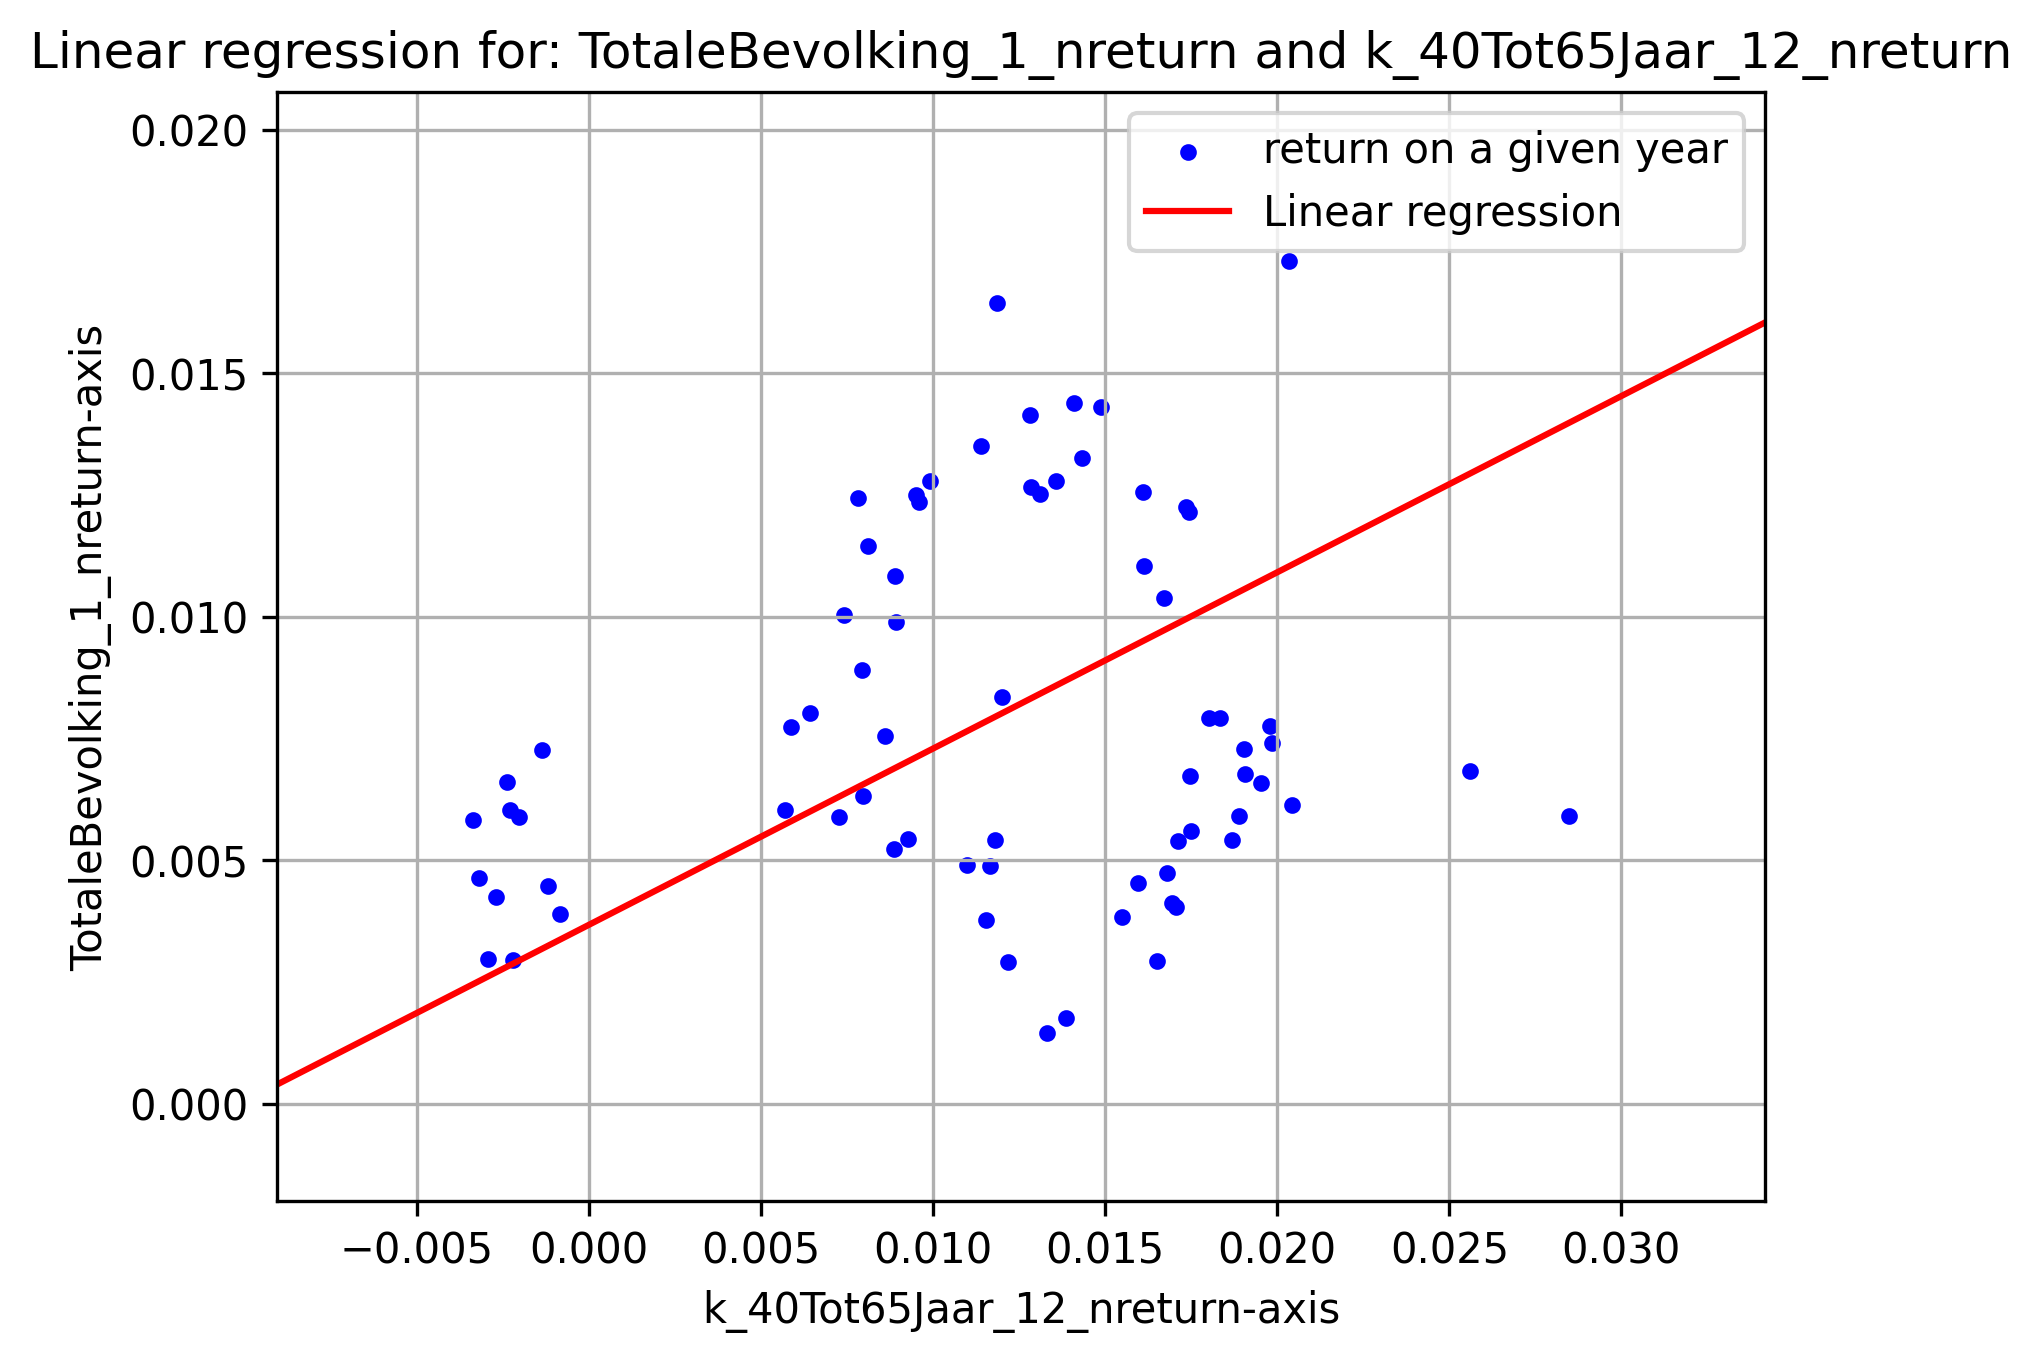 Linear regression for: TotaleBevolking_1_nreturn and k_40Tot65Jaar_12_nreturn
return on a given year
Linear regression
TotaleBevolking_1_nreturn-axis
0.020
0.015
0.010
0.005
0.000
−0.005 0.000 0.005 0.010 0.015 0.020 0.025 0.030
k_40Tot65Jaar_12_nreturn-axis